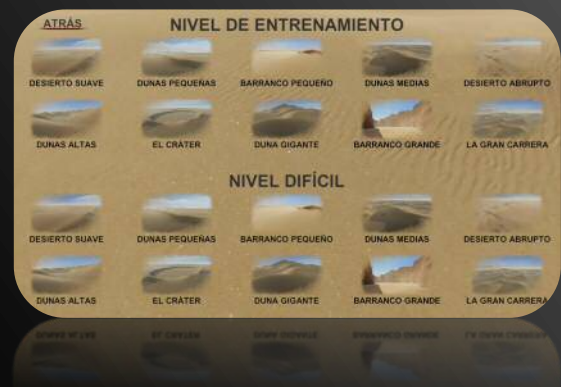 ATRÁS
NIVEL DE ENTRENAMIENTO
DESIERTO SUAVE DUNAS PEQUEÑAS BARRANCO PEQUEÑO DUNAS MEDIAS DESIERTO ABRUPTO
DUNAS ALTAS EL CRÁTER DUNA GIGANTE BARRANCO GRANDE LA GRAN CARRERA
NIVEL DIFÍCIL
DESIERTO SUAVE DUNAS PEQUEÑAS BARRANCO PEQUEÑO DUNAS MEDIAS DESIERTO ABRUPTO
DUNAS ALTAS EL CRÁTER DUNA GIGANTE BARRANCO GRANDE LA GRAN CARRERA